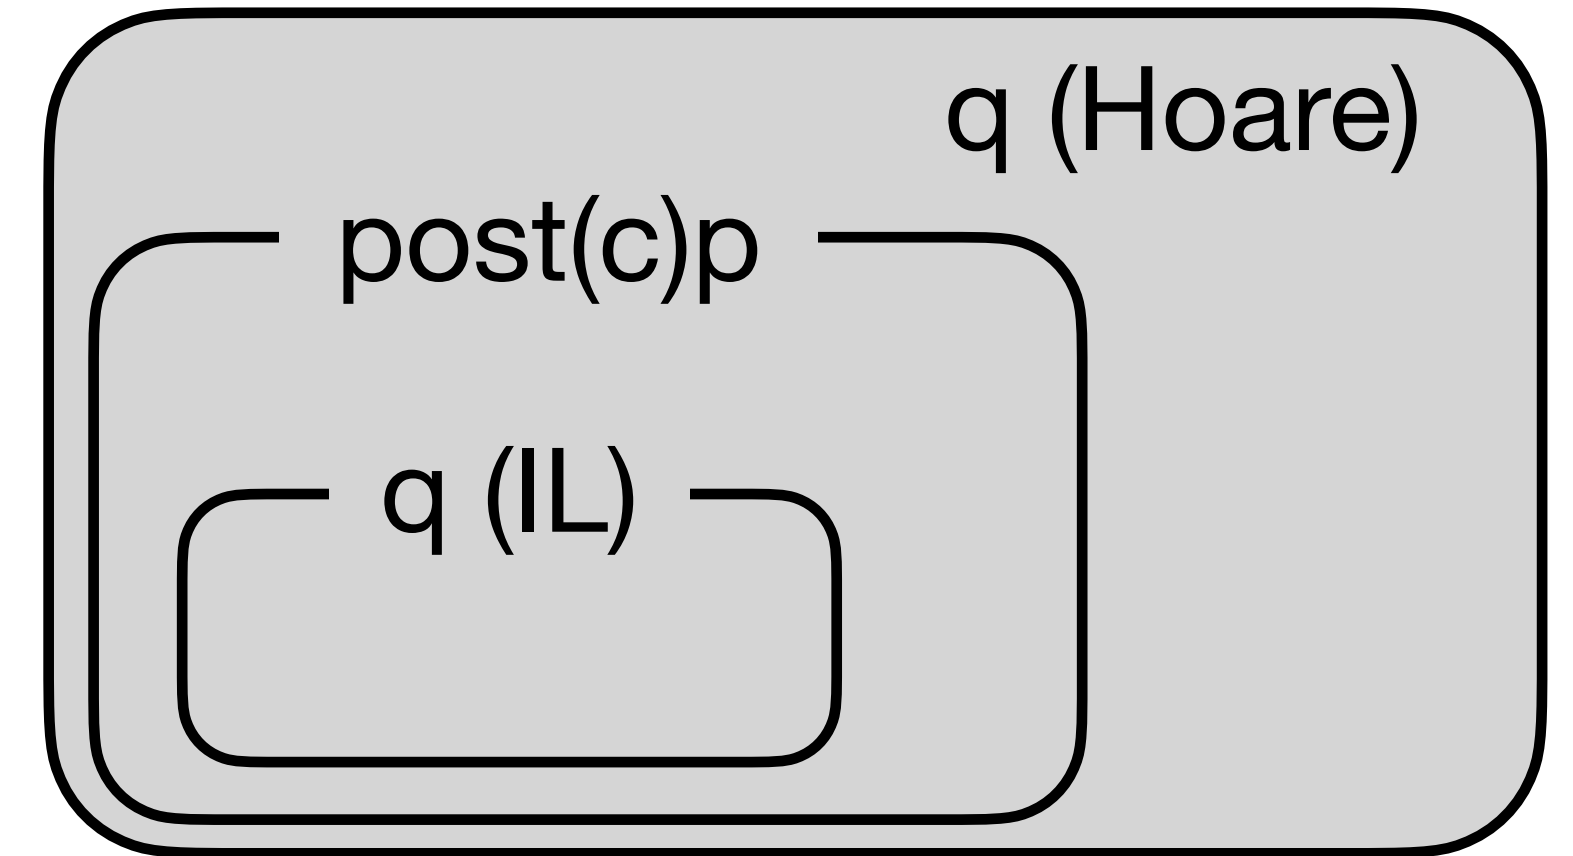 q (Hoare)
post(c)p
q (IL)